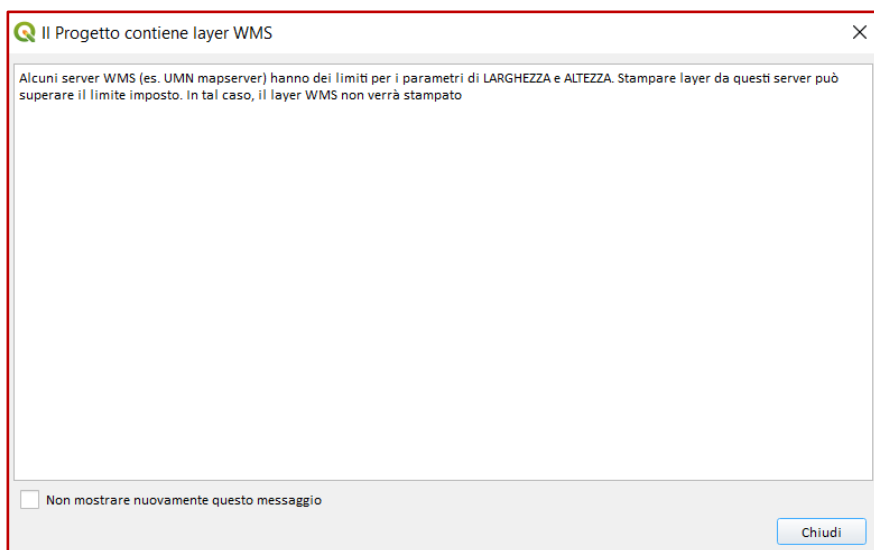 Il Progetto contiene layer WMS
Alcuni server WMS (es. UMN mapserver) hanno dei limiti per i parametri di LARGHEZZA e ALTEZZA. Stampare layer da questi server può
superare il limite imposto. In tal caso, il layer WMS non verrà stampato
Non mostrare nuovamente questo messaggio
Chiudi